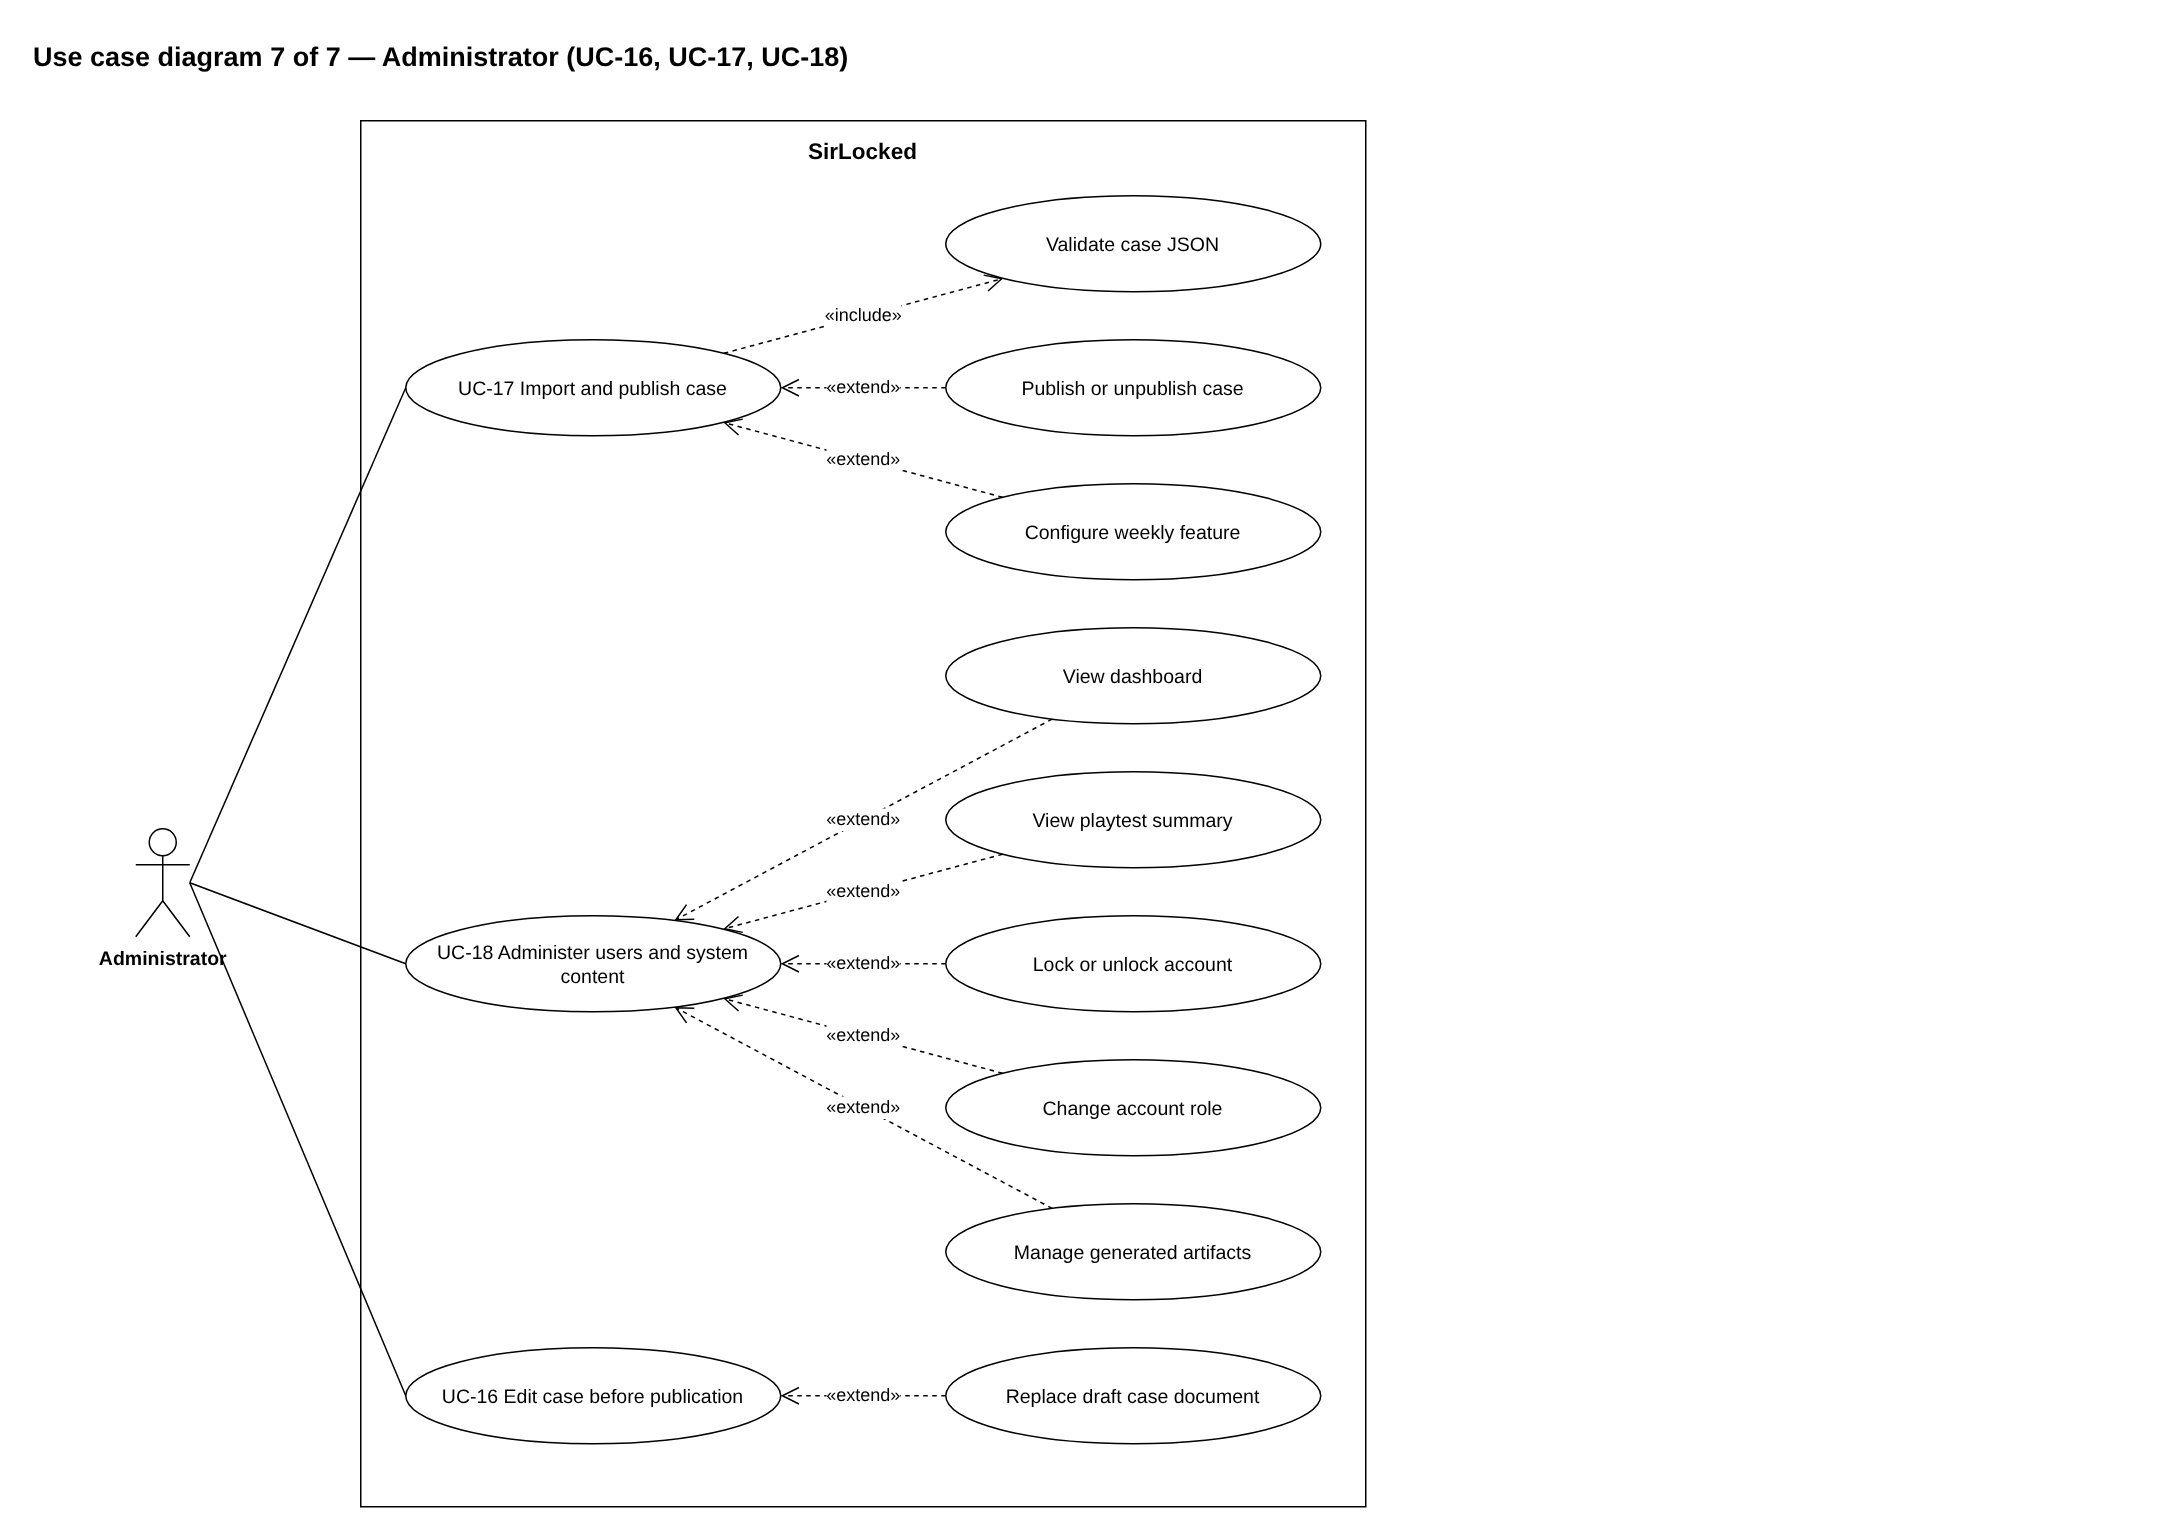 Use case diagram 7 of 7 — Administrator (UC-16, UC-17, UC-18)
SirLocked
Validate case JSON
«include»
UC-17 Import and publish case
«extend»
Publish or unpublish case
«extend»
Configure weekly feature
View dashboard
«extend»
View playtest summary
«extend»
Administrator
UC-18 Administer users and system
content
«extend»
Lock or unlock account
«extend»
Change account role
«extend»
Manage generated artifacts
UC-16 Edit case before publication
«extend»
Replace draft case document